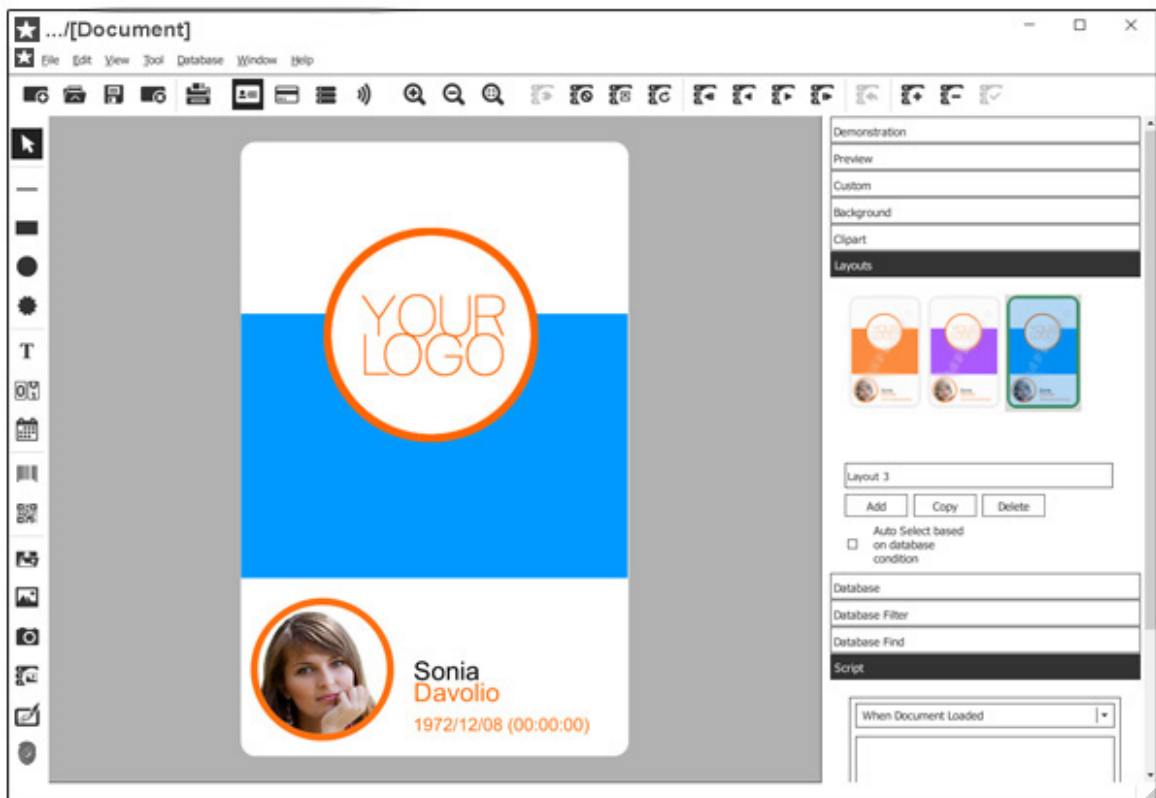 .../[Document]
File Edit View Tool Database Window Help
T
Demonstration
Preview
Custom
Background
Clipart
Layouts
YOUR
LOGO
Layout 3
Add Copy Delete
Auto Select based
on database
condition
Database
Database Filter
Database Find
Script
When Document Loaded
Sonia
Davolio
1972/12/08 (00:00:00)